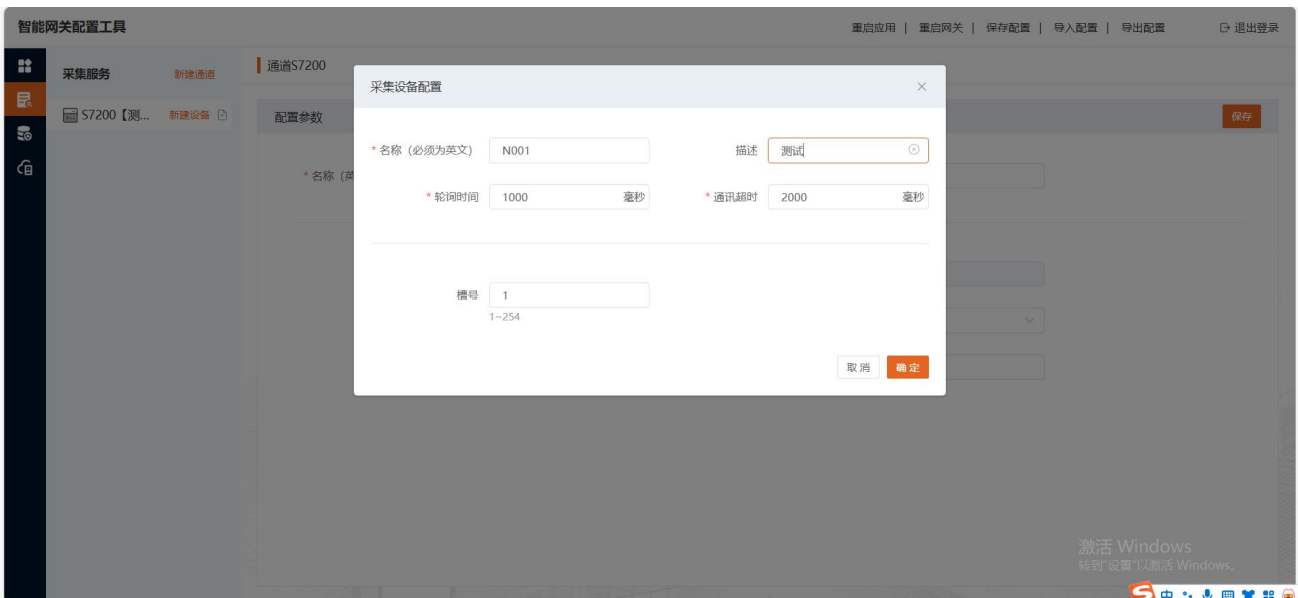 智能网关配置工具
重启应用 | 重启网关 | 保存配置 | 导入配置 | 导出配置 退出登录
采集服务 新建通道
通道S7200
S7200【测... 新建设备
配置参数 保存
* 名称（英
采集设备配置
* 名称（必须为英文） N001
描述 测试
* 轮询时间 1000 毫秒
* 通讯超时 2000 毫秒
槽号 1
1~254
取消 确定
激活 Windows
转到"设置"以激活 Windows。
中